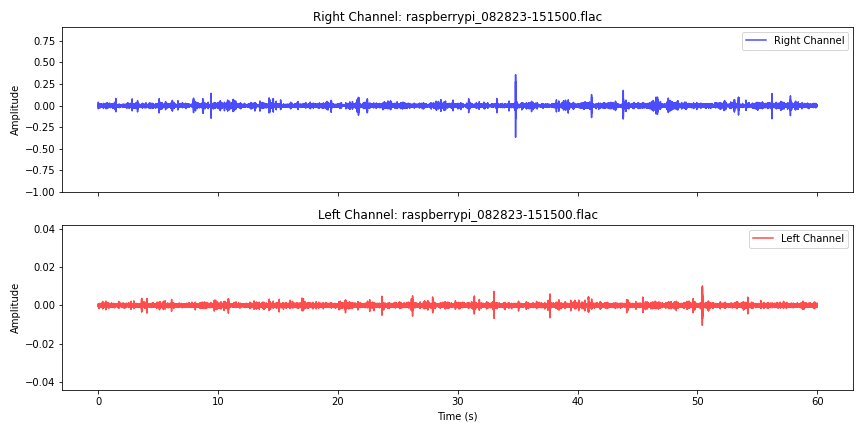 Right Channel: raspberrypi_082823-151500.flac
Right Channel
0.75
0.50
0.25
0.00
−0.25
−0.50
−0.75
−1.00
Amplitude
Left Channel: raspberrypi_082823-151500.flac
Left Channel
0.04
0.02
0.00
−0.02
−0.04
Amplitude
0 10 20 30 40 50 60
Time (s)